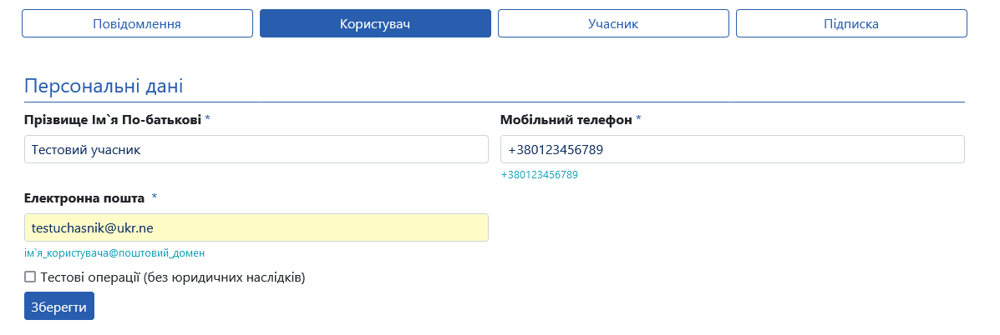 Повідомлення Користувач Учасник Підписка
Персональні дані
Прізвище Ім`я По-батькові * Мобільний телефон *
Тестовий учасник +380123456789
+380123456789
Електронна пошта *
testuchasnik@ukr.ne
ім`я_користувача@поштовий_домен
Тестові операції (без юридичних наслідків)
Зберегти